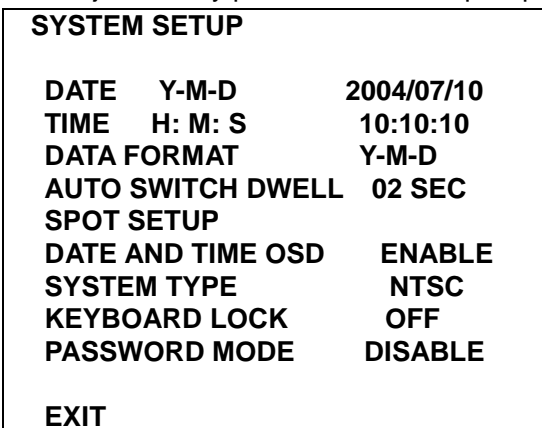 SYSTEM SETUP
DATE Y-M-D 2004/07/10
TIME H: M: S 10:10:10
DATA FORMAT Y-M-D
AUTO SWITCH DWELL 02 SEC
SPOT SETUP
DATE AND TIME OSD ENABLE
SYSTEM TYPE NTSC
KEYBOARD LOCK OFF
PASSWORD MODE DISABLE
EXIT